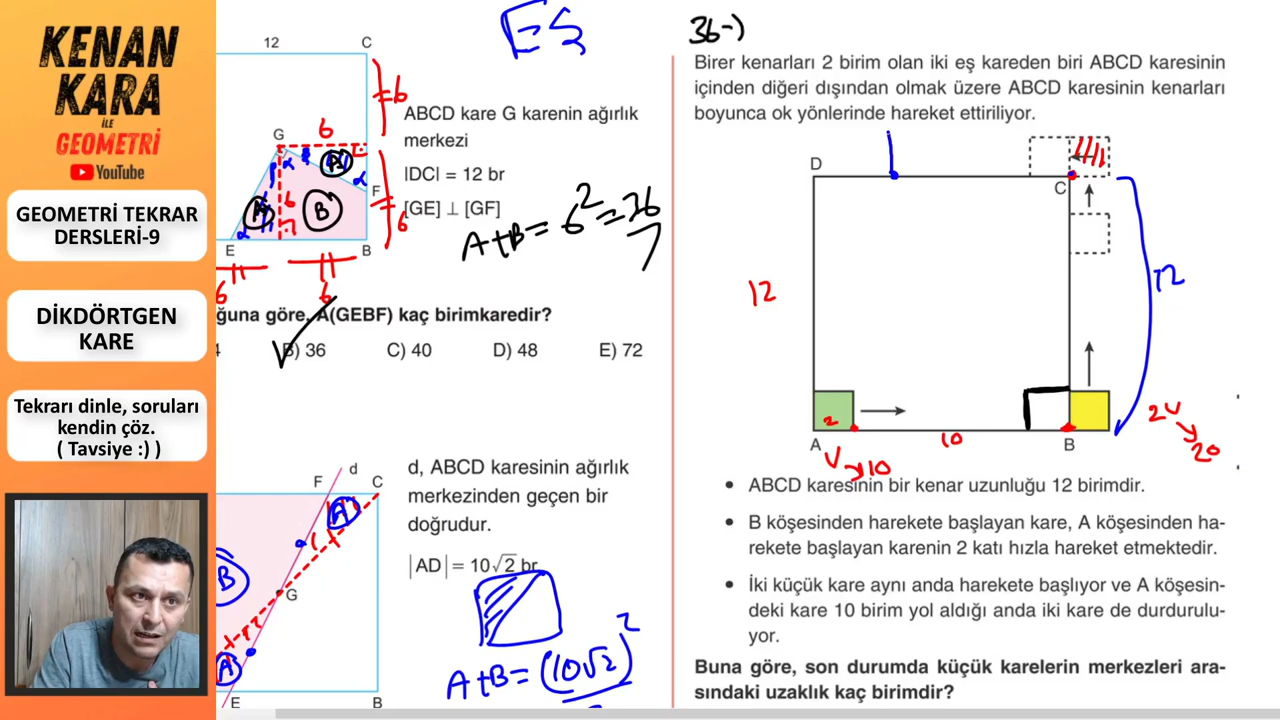 KENAN
KARA
İLE
GEOMETRİ
YouTube
GEOMETRİ TEKRAR
DERSLERİ-9
DİKDÖRTGEN
KARE
Tekrarı dinle, soruları
kendin çöz.
( Tavsiye :) )
12
C
6
G
6
A
F
A
B
6
6
E
B
6
6
ABCD kare G karenin ağırlık
merkezi
|DC| = 12 br
[GE] ⊥ [GF]
A+B = 6² = 36
ğuna göre, A(GEBF) kaç birimkaredir?
4 B) 36 C) 40 D) 48 E) 72
F
d
C
A
B
G
A
E
B
d, ABCD karesinin ağırlık
merkezinden geçen bir
doğrudur.
|AD| = 10√2 br
A+B = (10√2)²
36-)
Birer kenarları 2 birim olan iki eş kareden biri ABCD karesinin
içinden diğeri dışından olmak üzere ABCD karesinin kenarları
boyunca ok yönlerinde hareket ettiriliyor.
D
C
12
12
2
10
A
B
V
10
2V
20
• ABCD karesinin bir kenar uzunluğu 12 birimdir.
• B köşesinden harekete başlayan kare, A köşesinden ha-
rekete başlayan karenin 2 katı hızla hareket etmektedir.
• İki küçük kare aynı anda harekete başlıyor ve A köşesin-
deki kare 10 birim yol aldığı anda iki kare de durdurulu-
yor.
Buna göre, son durumda küçük karelerin merkezleri ara-
sındaki uzaklık kaç birimdir?